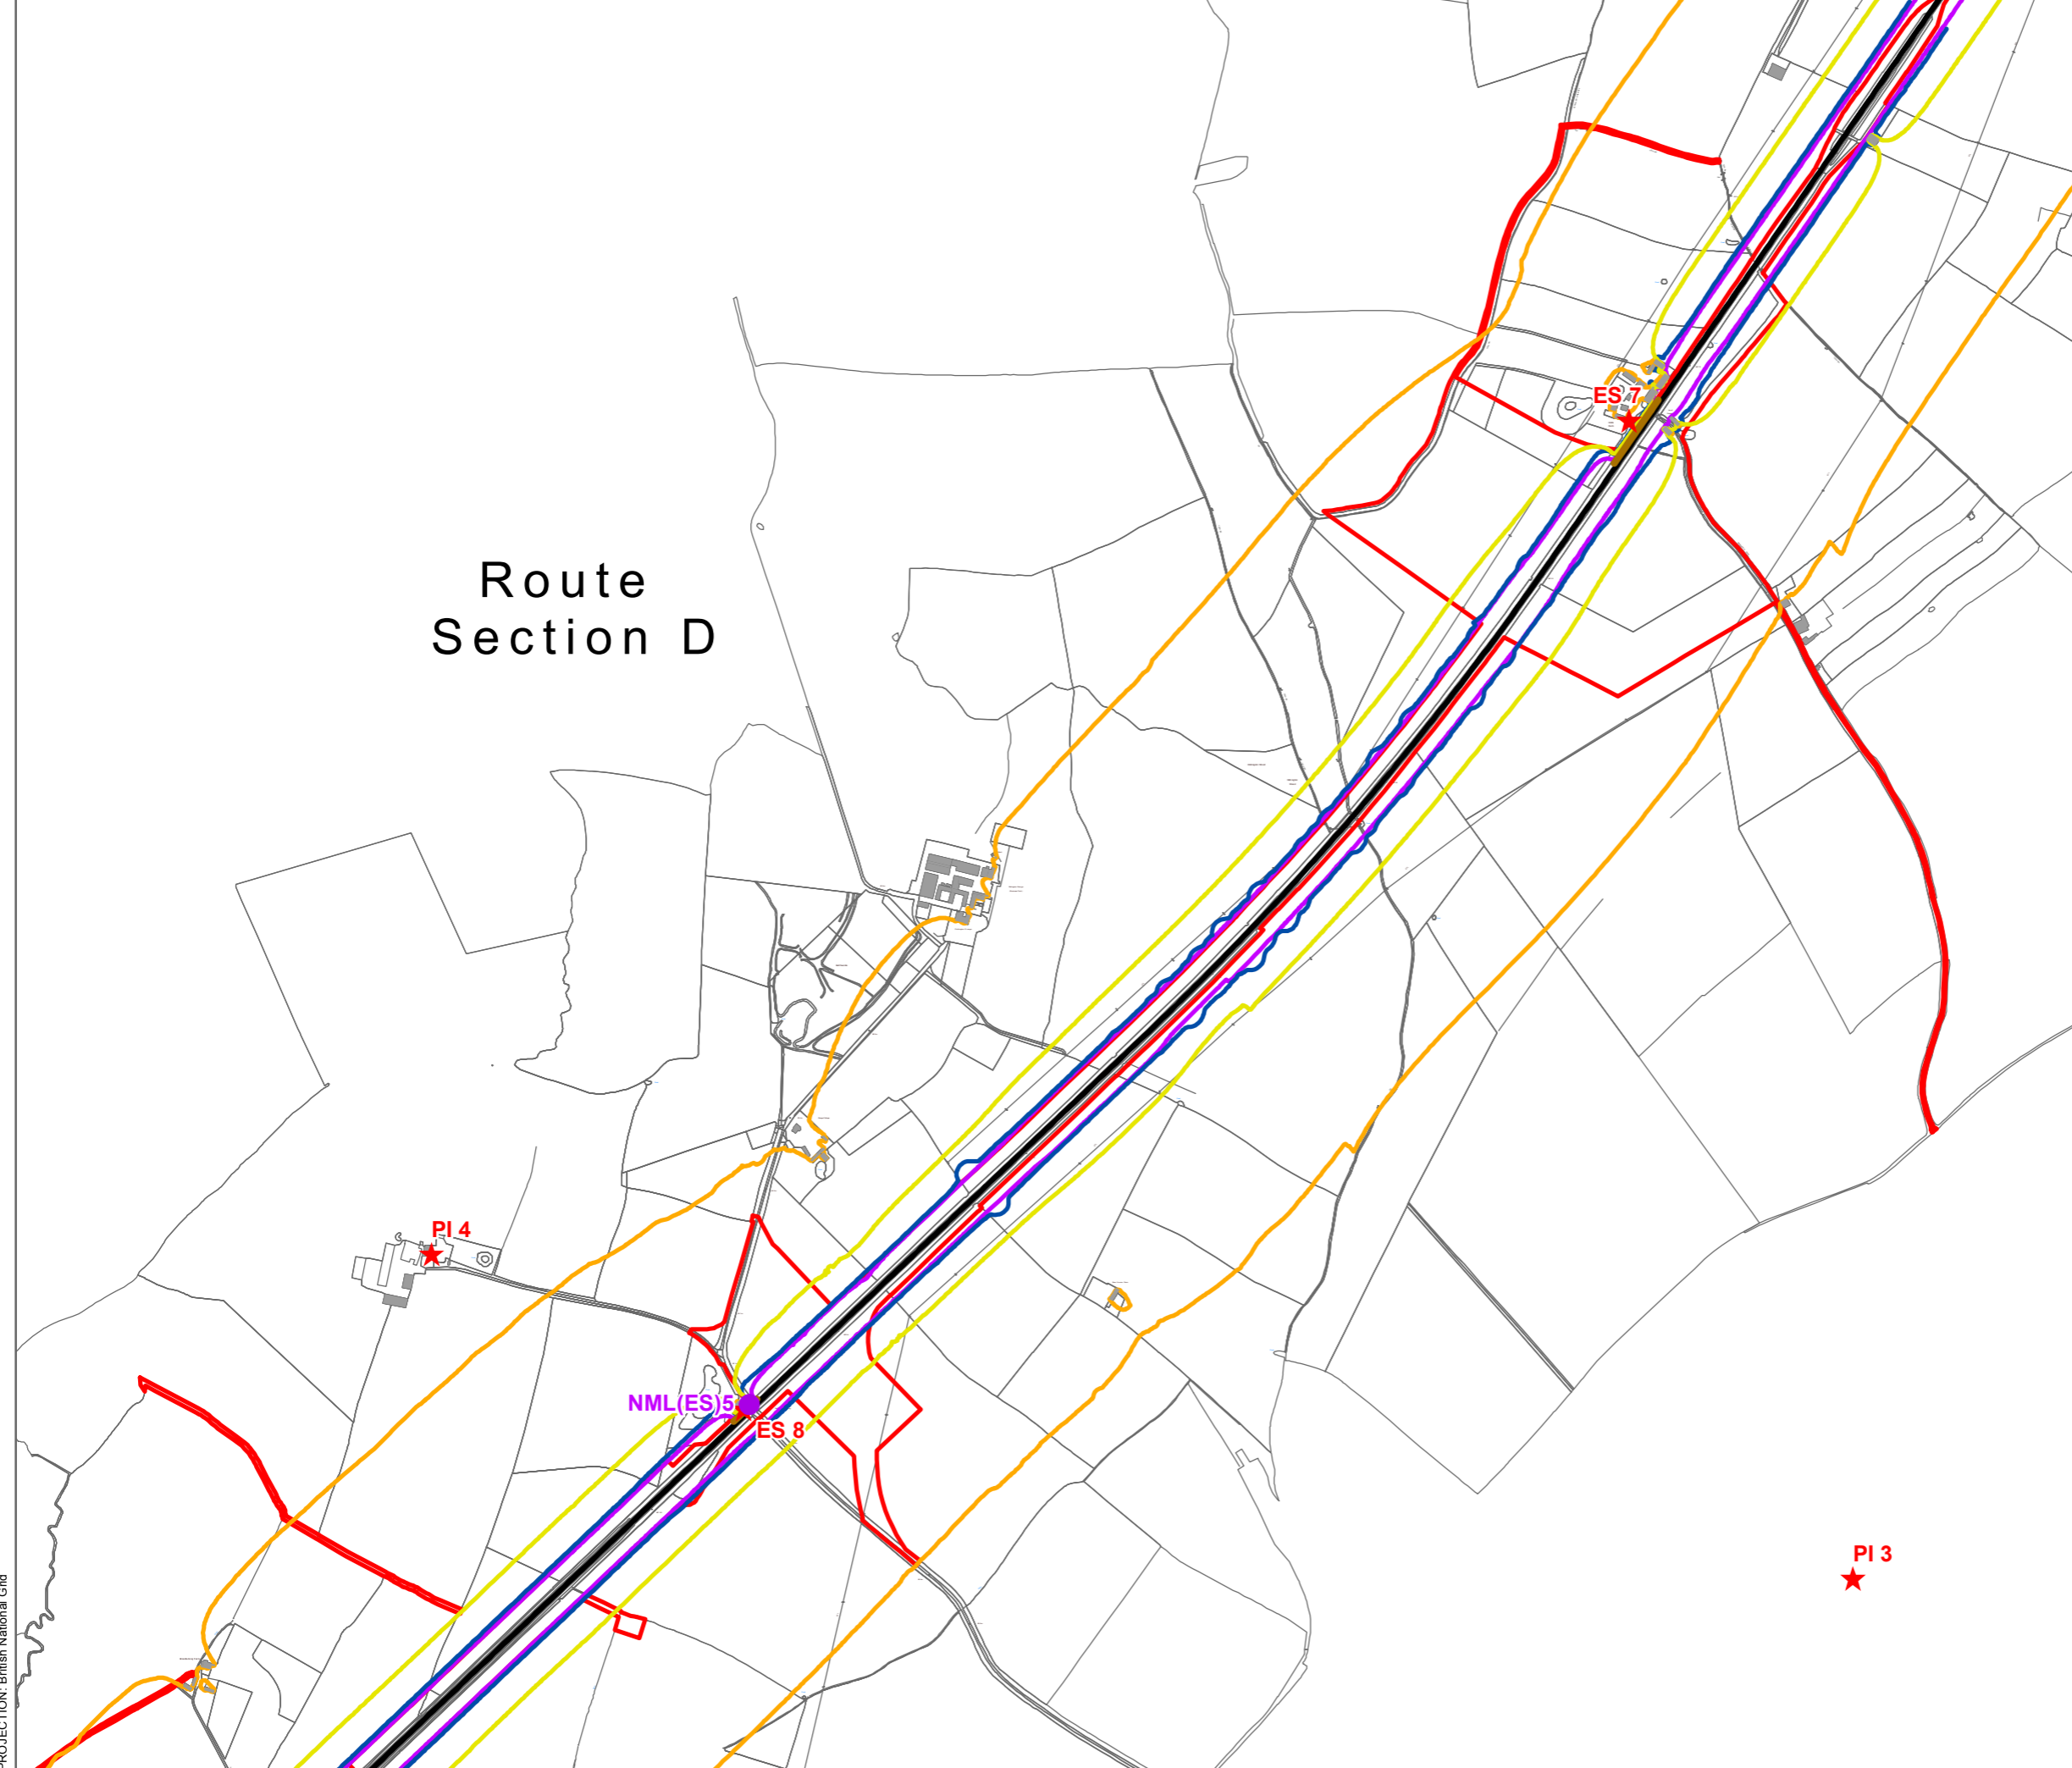 Route
Section D
ES 7
PI 4
NML(ES)5
ES 8
PI 3
PROJECTION: British National Grid